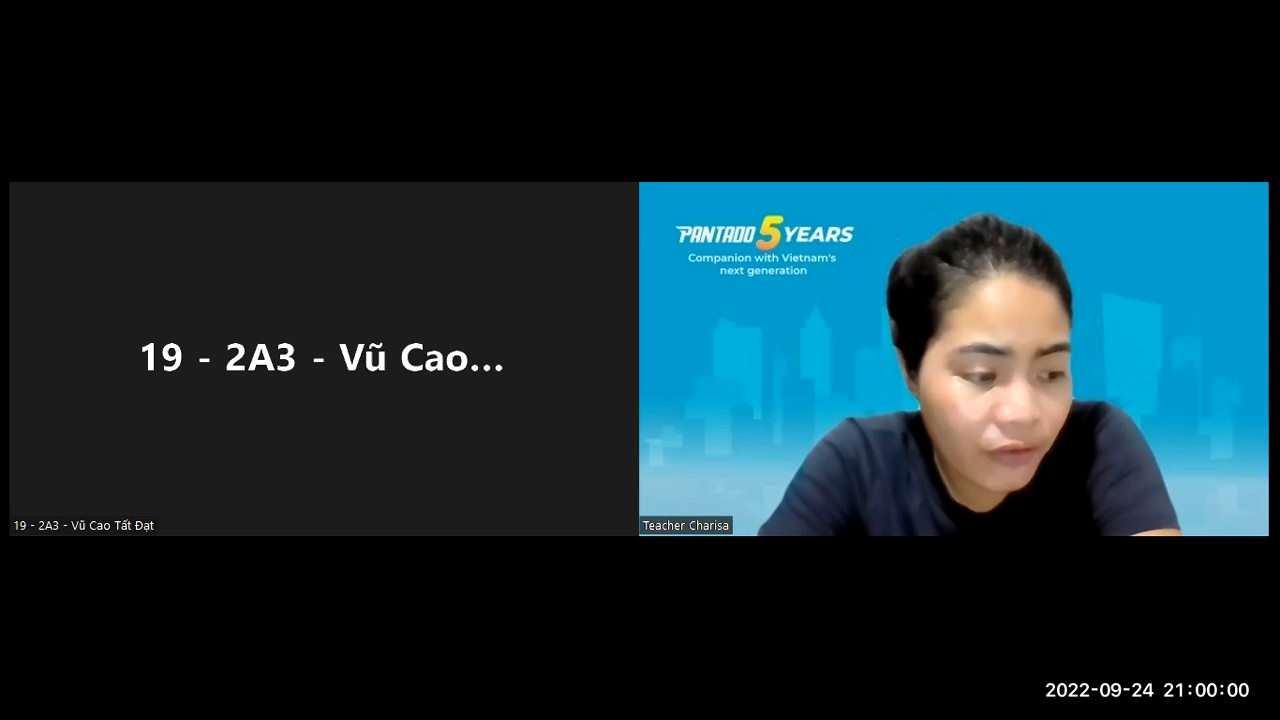 19 - 2A3 - Vũ Cao...
19 - 2A3 - Vũ Cao Tất Đạt
PANTADO 5 YEARS
Companion with Vietnam's
next generation
Teacher Charisa
2022-09-24 21:00:00